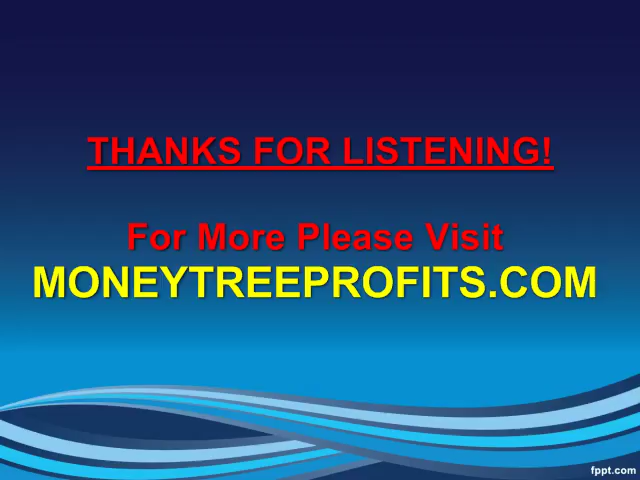 THANKS FOR LISTENING!
For More Please Visit
MONEYTREEPROFITS.COM
fppt.com